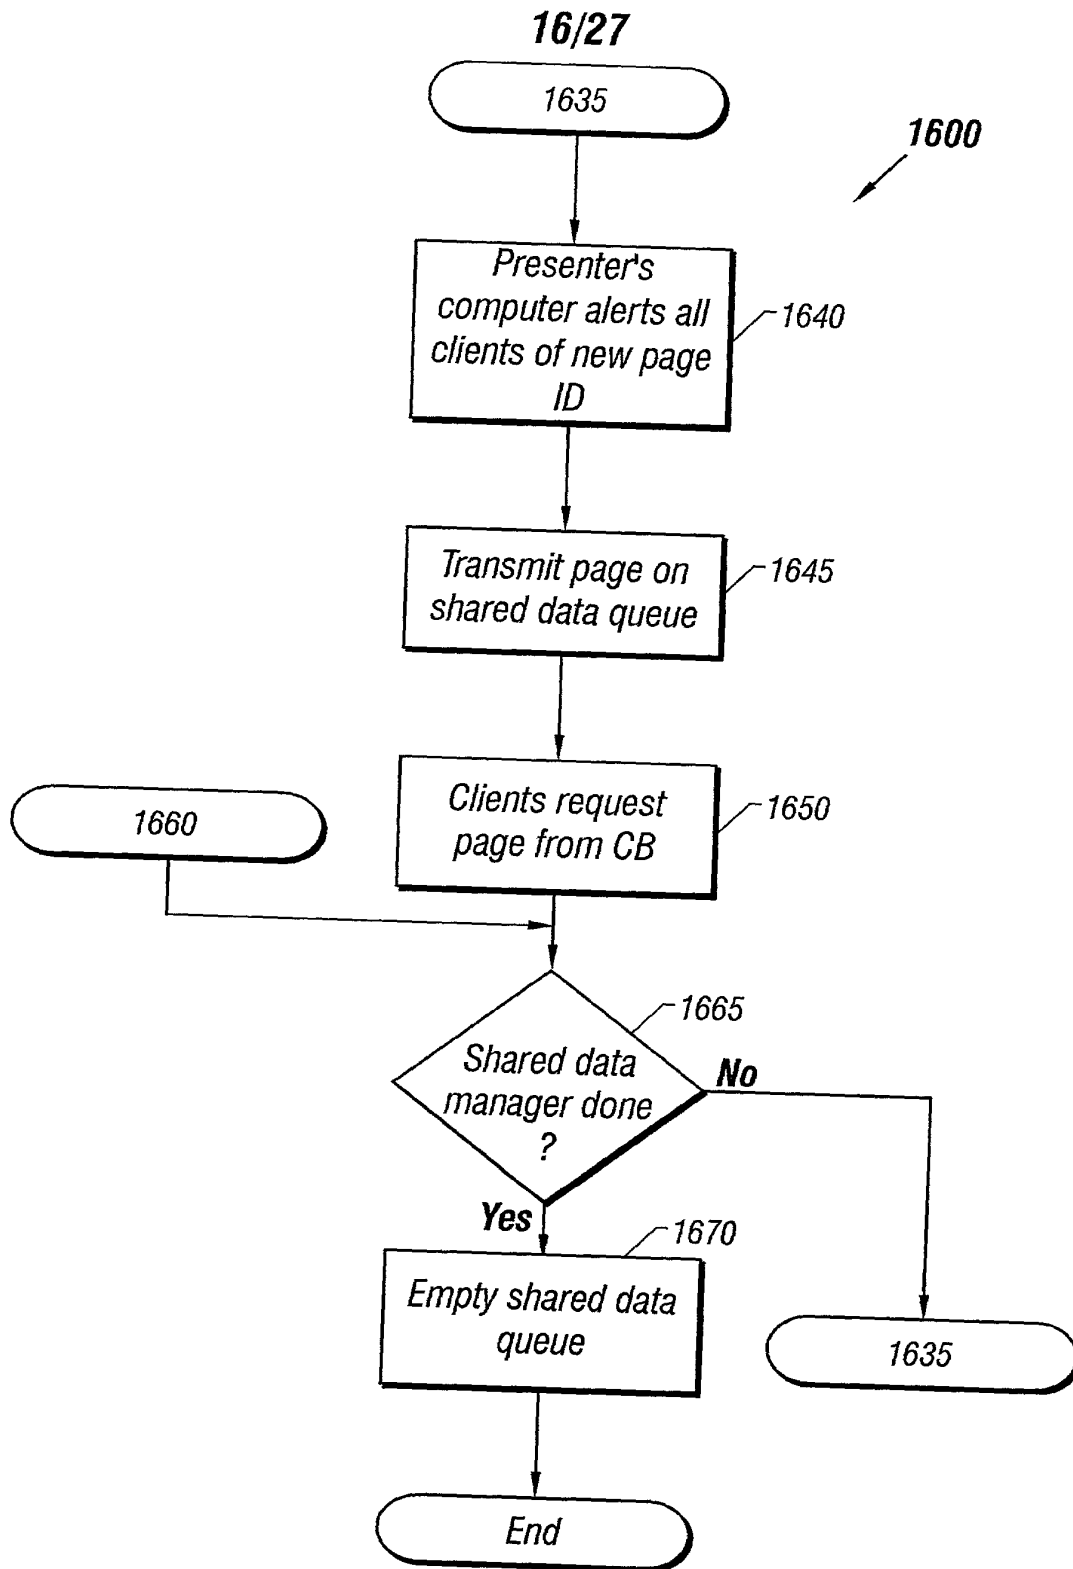 16/27
1635
1600
Presenter's
computer alerts all
clients of new page
ID
1640
Transmit page on
shared data queue
1645
Clients request
page from CB
1650
1660
1665
Shared data
manager done
?
No
Yes
1670
Empty shared data
queue
1635
End